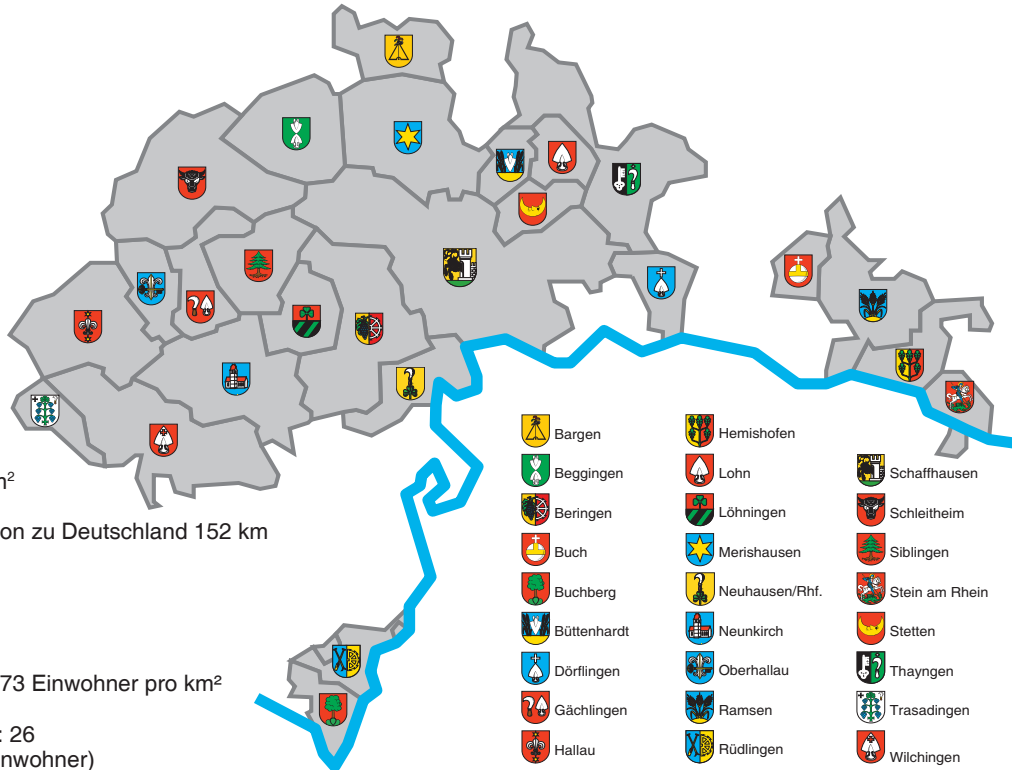 m²
on zu Deutschland 152 km
73 Einwohner pro km²
: 26
nwohner)
Bargen
Beggingen
Beringen
Buch
Buchberg
Büttenhardt
Dörflingen
Gächlingen
Hallau
Hemishofen
Lohn
Löhningen
Merishausen
Neuhausen/Rhf.
Neunkirch
Oberhallau
Ramsen
Rüdlingen
Schaffhausen
Schleitheim
Siblingen
Stein am Rhein
Stetten
Thayngen
Trasadingen
Wilchingen